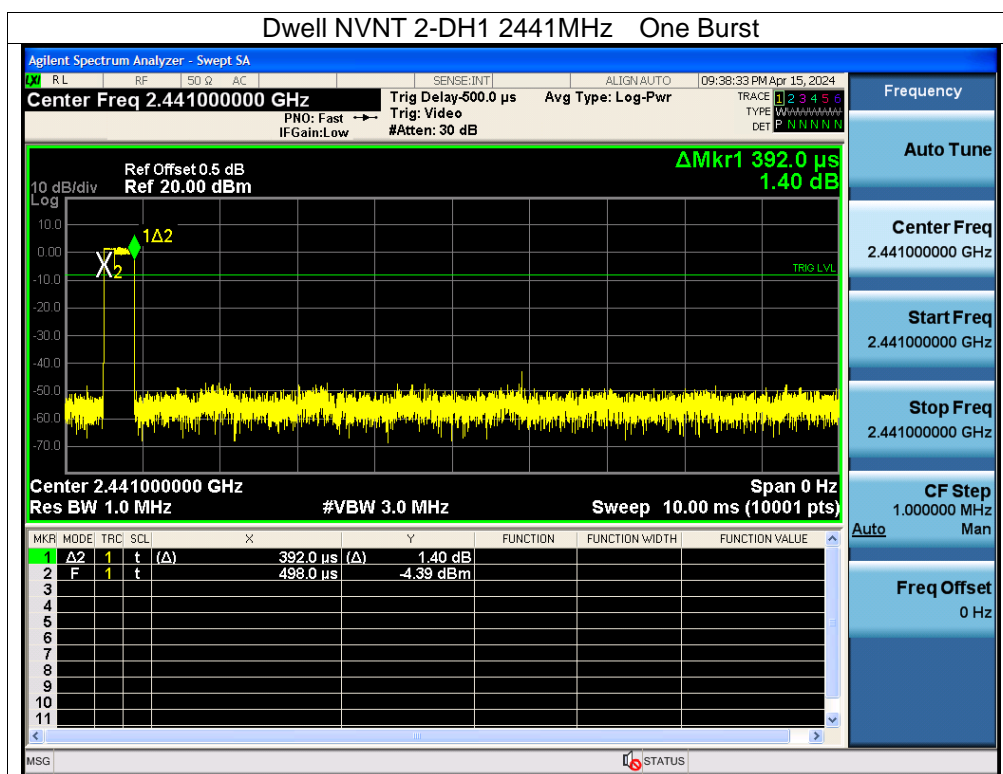 Dwell NVNT 2-DH1 2441MHz One Burst
Agilent Spectrum Analyzer - Swept SA
LXI RL RF 50 Ω AC SENSE:INT ALIGN AUTO 09:38:33 PM Apr 15, 2024
Center Freq 2.441000000 GHz
PNO: Fast
IFGain:Low
Trig Delay-500.0 µs
Trig: Video
#Atten: 30 dB
Avg Type: Log-Pwr
TRACE 1 2 3 4 5 6
TYPE WWWWWW
DET P N N N N N
Frequency
Auto Tune
Center Freq
2.441000000 GHz
Start Freq
2.441000000 GHz
Stop Freq
2.441000000 GHz
CF Step
1.000000 MHz
Auto Man
Freq Offset
0 Hz
Ref Offset 0.5 dB
10 dB/div Ref 20.00 dBm
Log
ΔMkr1 392.0 µs
1.40 dB
10.0
0.00
-10.0
-20.0
-30.0
-40.0
-50.0
-60.0
-70.0
1Δ2
X2
TRIG LVL
Center 2.441000000 GHz Span 0 Hz
Res BW 1.0 MHz #VBW 3.0 MHz Sweep 10.00 ms (10001 pts)
MKR MODE TRC SCL X Y FUNCTION FUNCTION WIDTH FUNCTION VALUE
1 Δ2 1 t (Δ) 392.0 µs (Δ) 1.40 dB
2 F 1 t 498.0 µs -4.39 dBm
3
4
5
6
7
8
9
10
11
MSG STATUS